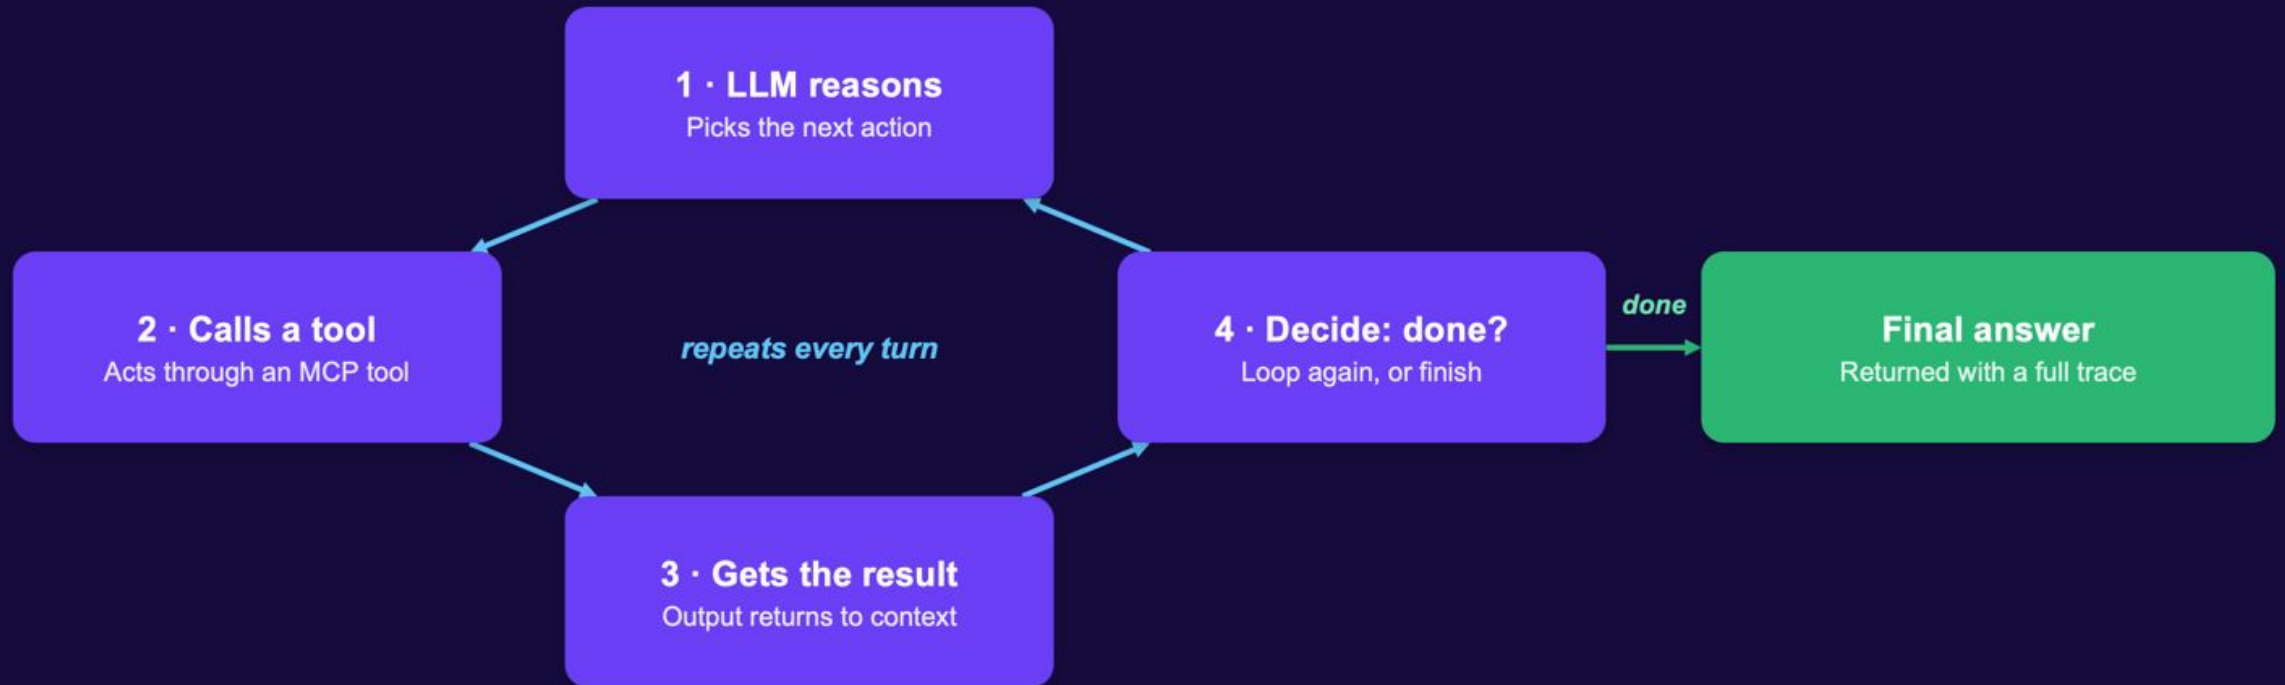 1 · LLM reasons
Picks the next action
2 · Calls a tool
Acts through an MCP tool
repeats every turn
4 · Decide: done?
Loop again, or finish
done
Final answer
Returned with a full trace
3 · Gets the result
Output returns to context